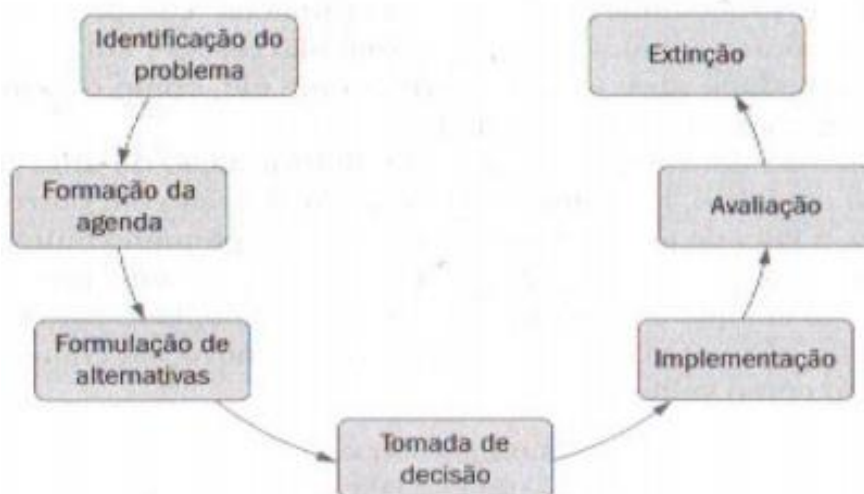 Identificação do
problema
Extinção
Formação da
agenda
Avaliação
Formulação de
alternativas
Implementação
Tomada de
decisão